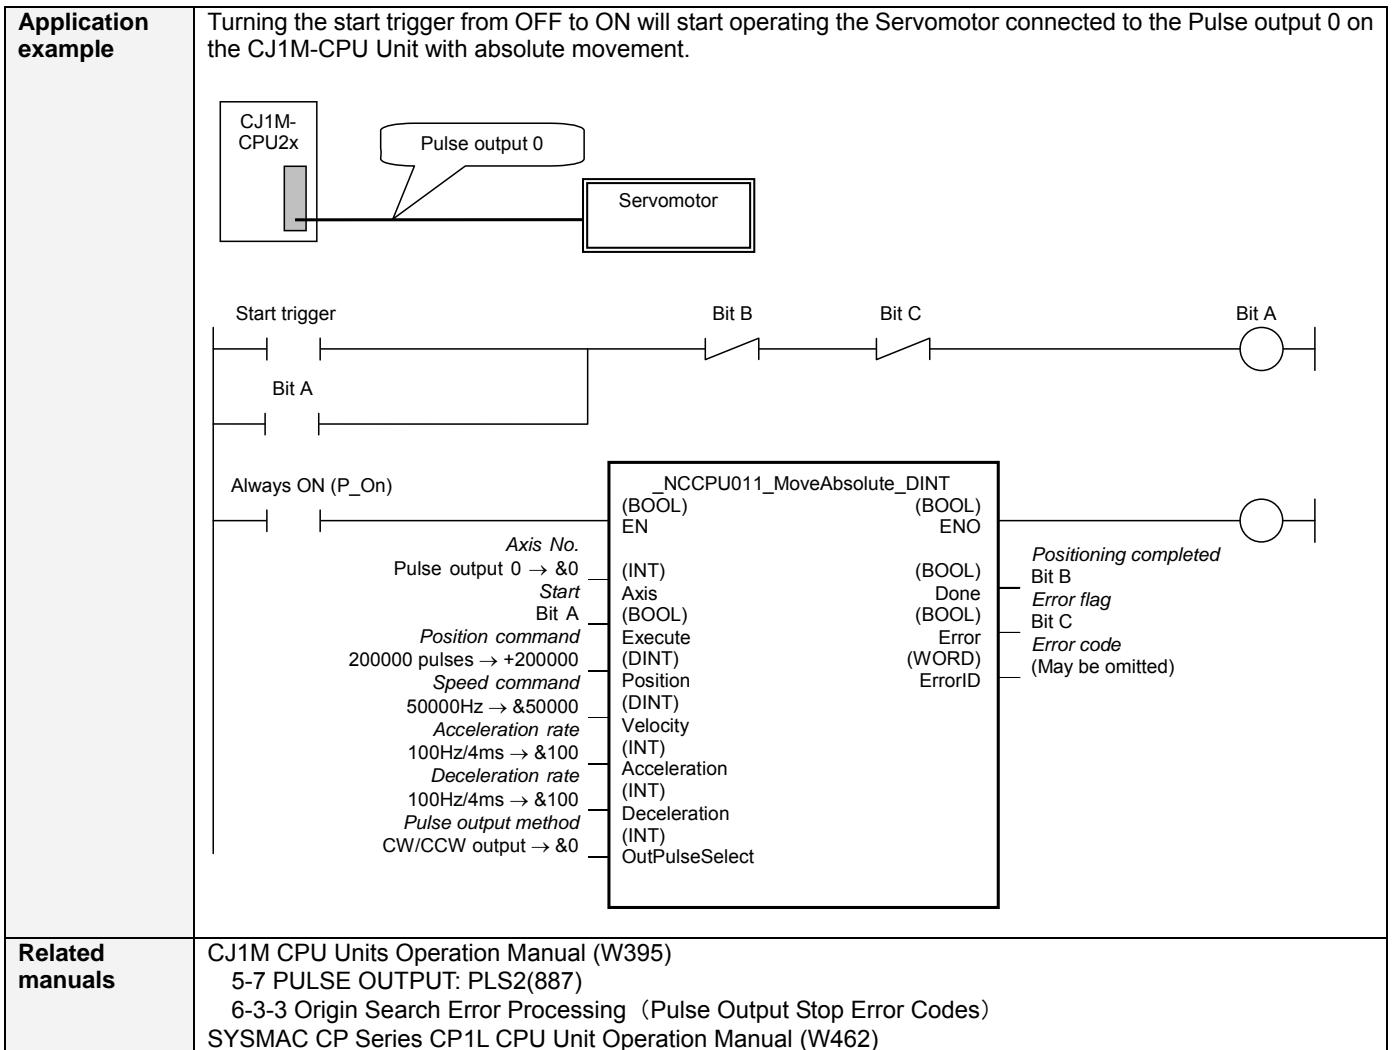 Application example
Turning the start trigger from OFF to ON will start operating the Servomotor connected to the Pulse output 0 on
the CJ1M-CPU Unit with absolute movement.
CJ1M-
CPU2x
Pulse output 0
Servomotor
Start trigger
Bit B
Bit C
Bit A
Bit A
Always ON (P_On)
_NCCPU011_MoveAbsolute_DINT
(BOOL)
EN
(BOOL)
ENO
Axis No.
Pulse output 0 → &0
(INT)
Axis
Start
Bit A
(BOOL)
Execute
Position command
200000 pulses → +200000
(DINT)
Position
Speed command
50000Hz → &50000
(DINT)
Velocity
Acceleration rate
100Hz/4ms → &100
(INT)
Acceleration
Deceleration rate
100Hz/4ms → &100
(INT)
Deceleration
Pulse output method
CW/CCW output → &0
(INT)
OutPulseSelect
(BOOL)
Done
Positioning completed
Bit B
(BOOL)
Error
Error flag
Bit C
(WORD)
ErrorID
Error code
(May be omitted)
Related manuals
CJ1M CPU Units Operation Manual (W395)
5-7 PULSE OUTPUT: PLS2(887)
6-3-3 Origin Search Error Processing（Pulse Output Stop Error Codes）
SYSMAC CP Series CP1L CPU Unit Operation Manual (W462)